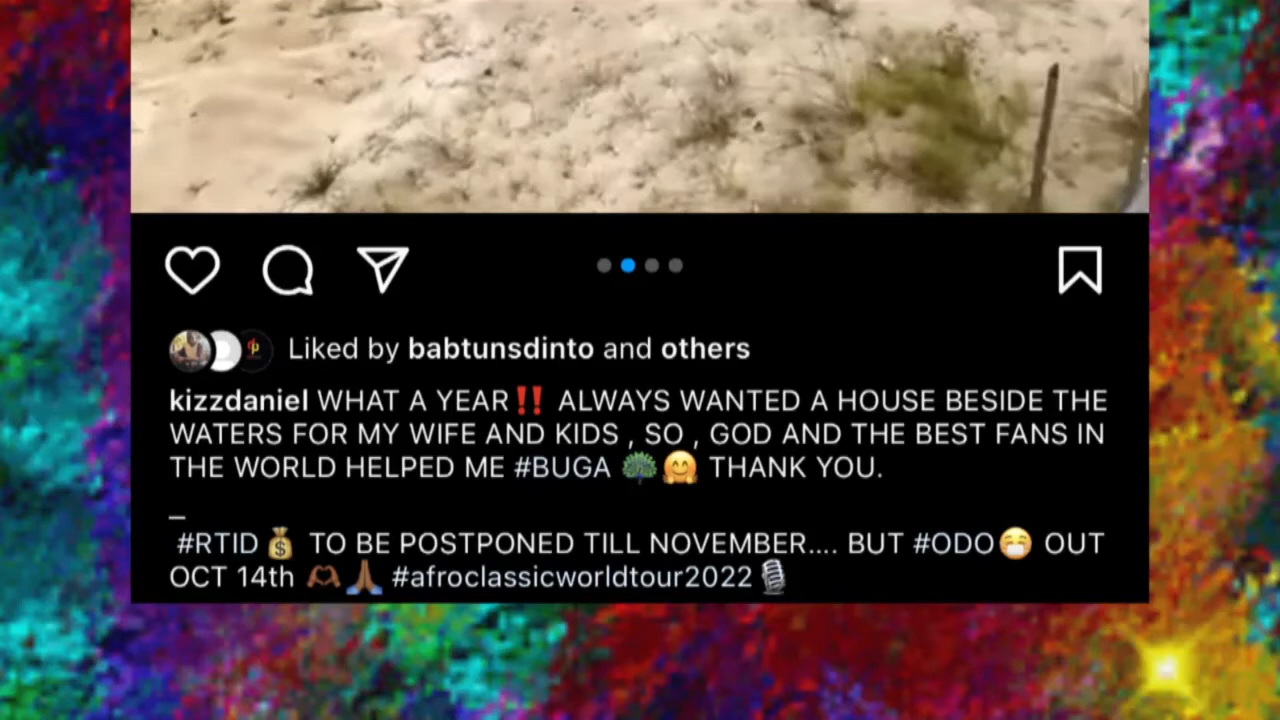 Liked by babtunsdinto and others
kizzdaniel WHAT A YEAR‼️ ALWAYS WANTED A HOUSE BESIDE THE
WATERS FOR MY WIFE AND KIDS , SO , GOD AND THE BEST FANS IN
THE WORLD HELPED ME #BUGA 🦚🤗 THANK YOU.
_
#RTID💰 TO BE POSTPONED TILL NOVEMBER.... BUT #ODO😷 OUT
OCT 14th 🫶🏾🙏🏾 #afroclassicworldtour2022🎙️